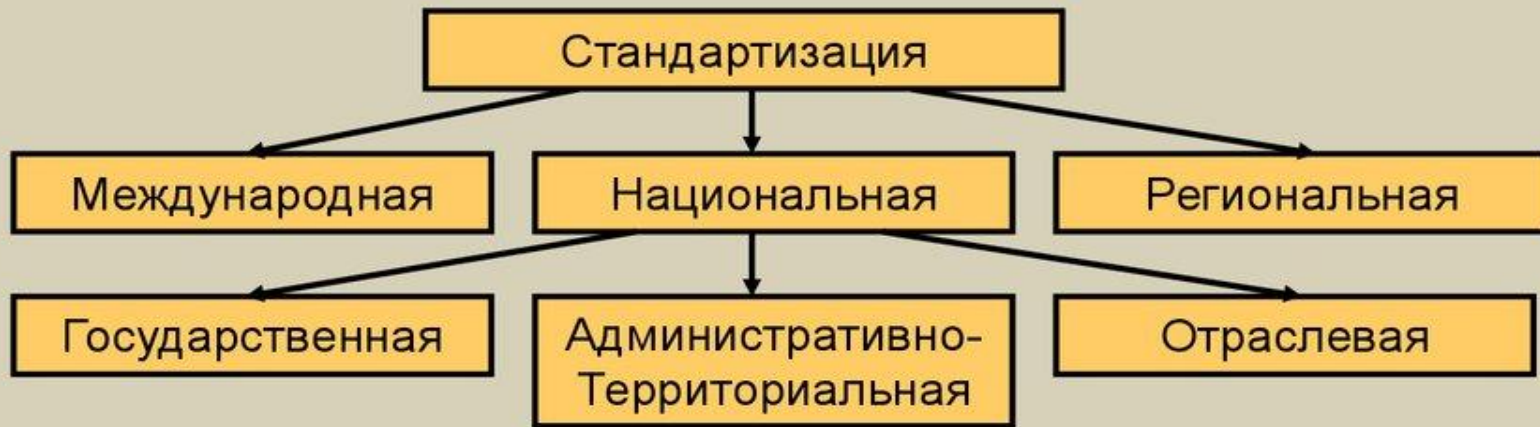 Стандартизация
Международная
Национальная
Региональная
Государственная
Административно-
Территориальная
Отраслевая